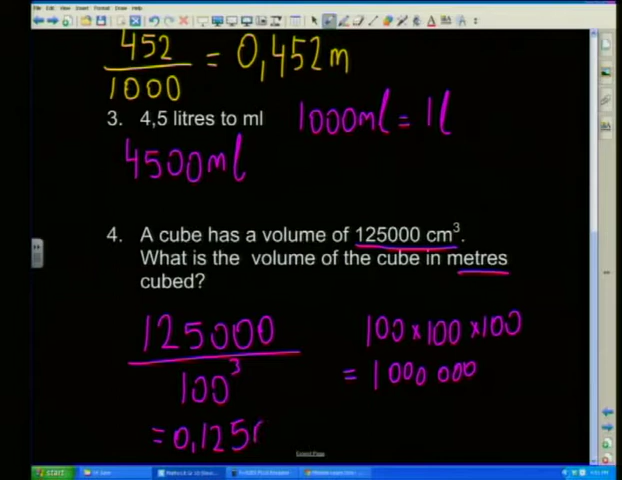 452
1000
= 0,452m
3. 4,5 litres to ml
1000ml = 1l
4500ml
4. A cube has a volume of 125000 cm³.
What is the volume of the cube in metres
cubed?
125000
100³
= 0,125
100 × 100 × 100
= 1 000 000
start